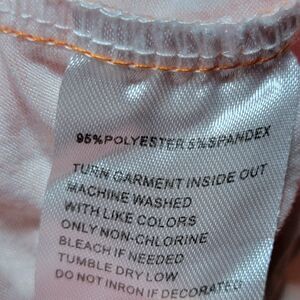 95%POLYESTER 5%SPANDEX
TURN GARMENT INSIDE OUT
MACHINE WASHED
WITH LIKE COLORS
ONLY NON-CHLORINE
BLEACH IF NEEDED
TUMBLE DRY LOW
DO NOT INRON IF DECORATED